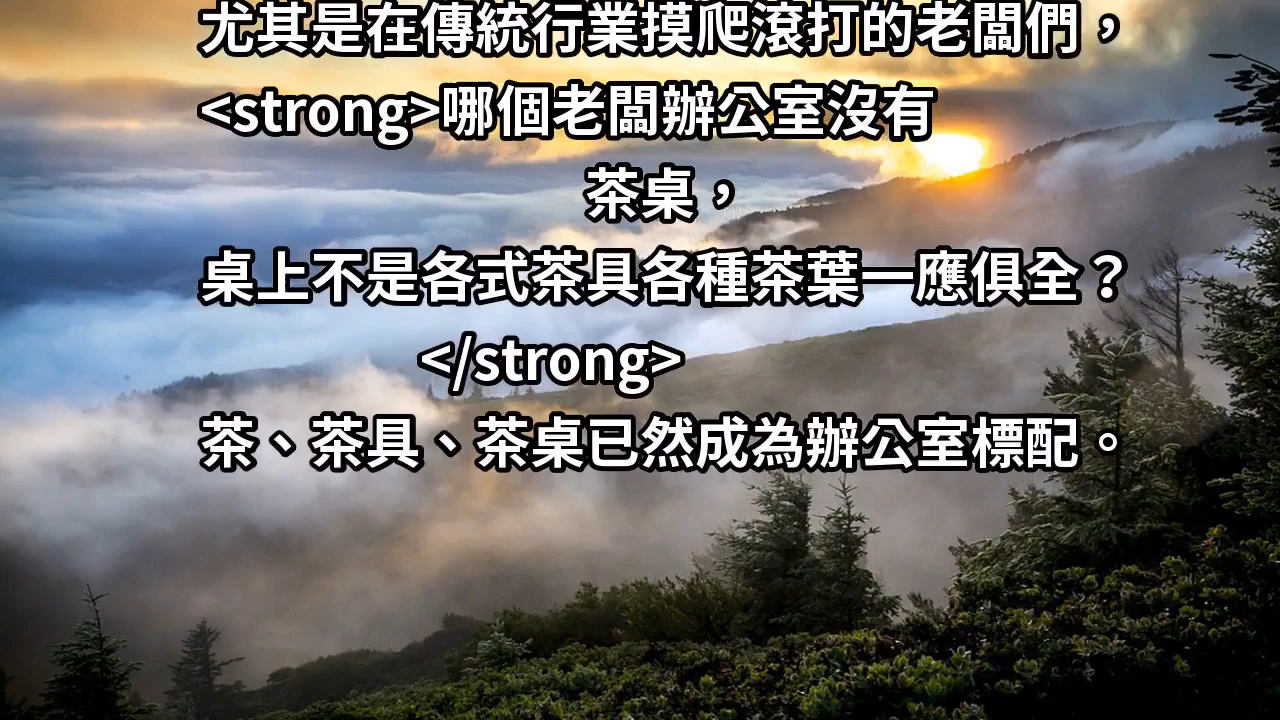 尤其是在傳統行業摸爬滾打的老闆們，
<strong>哪個老闆辦公室沒有
茶桌，
桌上不是各式茶具各種茶葉一應俱全？
</strong>
茶、茶具、茶桌已然成為辦公室標配。